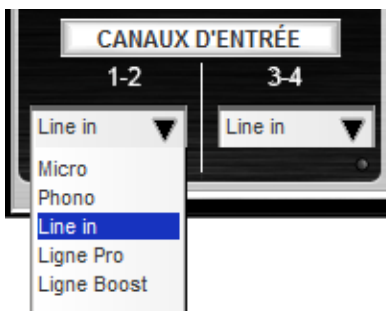 CANAUX D'ENTRÉE
1-2 3-4
Line in Line in
Micro
Phono
Line in
Ligne Pro
Ligne Boost